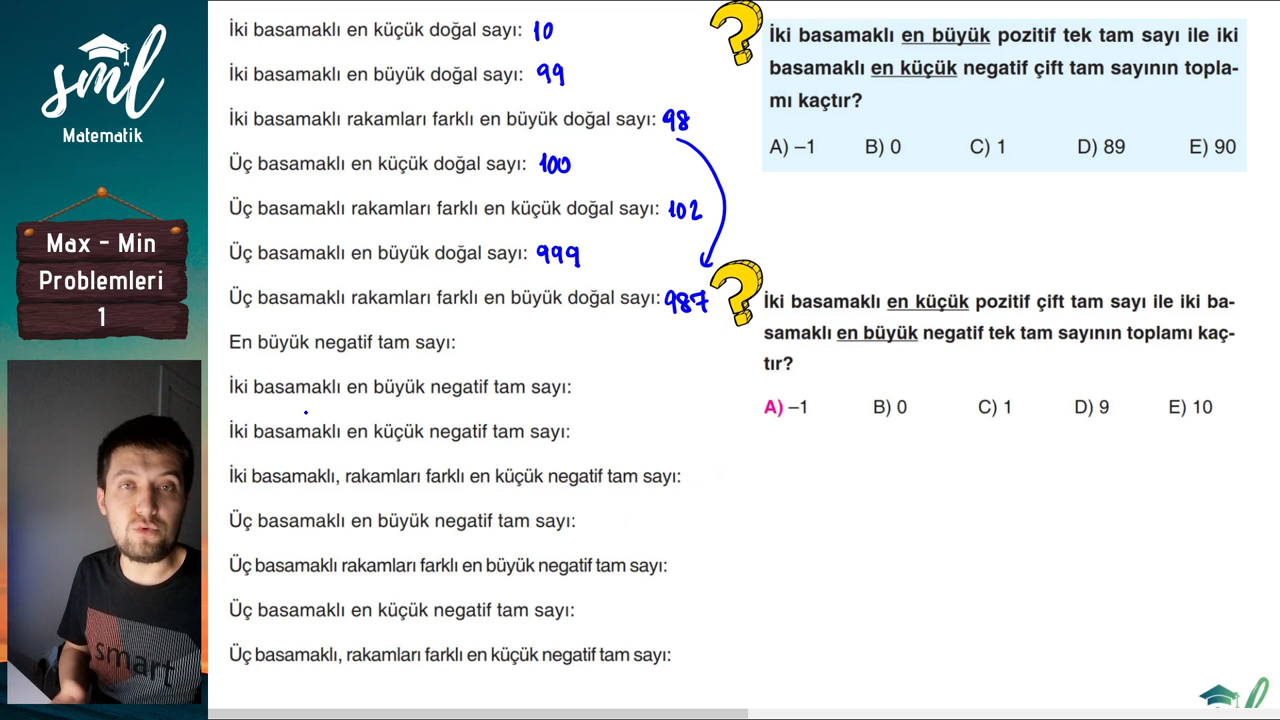 sml
Matematik
Max - Min
Problemleri
1
smart
İki basamaklı en küçük doğal sayı: 10
İki basamaklı en büyük doğal sayı: 99
İki basamaklı rakamları farklı en büyük doğal sayı: 98
Üç basamaklı en küçük doğal sayı: 100
Üç basamaklı rakamları farklı en küçük doğal sayı: 102
Üç basamaklı en büyük doğal sayı: 999
Üç basamaklı rakamları farklı en büyük doğal sayı: 987
En büyük negatif tam sayı:
İki basamaklı en büyük negatif tam sayı:
İki basamaklı en küçük negatif tam sayı:
İki basamaklı, rakamları farklı en küçük negatif tam sayı:
Üç basamaklı en büyük negatif tam sayı:
Üç basamaklı rakamları farklı en büyük negatif tam sayı:
Üç basamaklı en küçük negatif tam sayı:
Üç basamaklı, rakamları farklı en küçük negatif tam sayı:
?
İki basamaklı en büyük pozitif tek tam sayı ile iki
basamaklı en küçük negatif çift tam sayının topla-
mı kaçtır?
A) –1 B) 0 C) 1 D) 89 E) 90
?
İki basamaklı en küçük pozitif çift tam sayı ile iki ba-
samaklı en büyük negatif tek tam sayının toplamı kaç-
tır?
A) –1 B) 0 C) 1 D) 9 E) 10